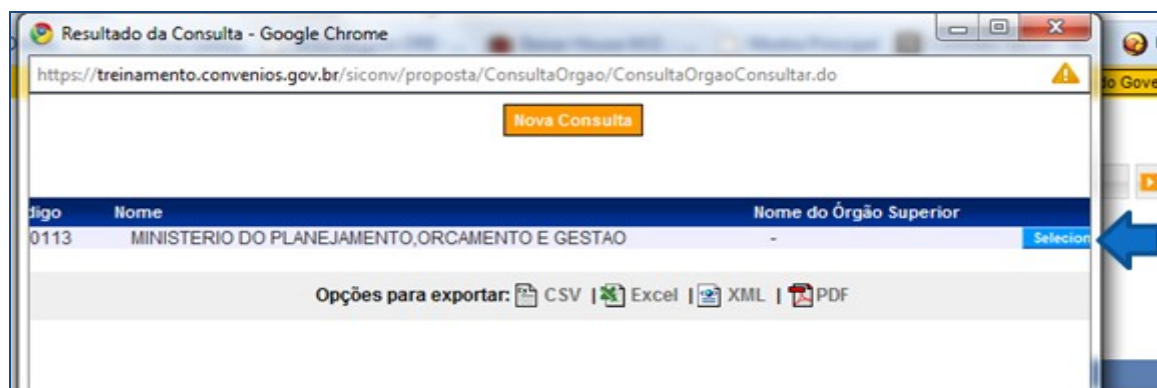 Resultado da Consulta - Google Chrome
https://treinamento.convenios.gov.br/siconv/proposta/ConsultaOrgao/ConsultaOrgaoConsultar.do
do Gove
Nova Consulta
digo Nome Nome do Órgão Superior
0113 MINISTERIO DO PLANEJAMENTO,ORCAMENTO E GESTAO - Selecion
Opções para exportar: CSV | Excel | XML | PDF